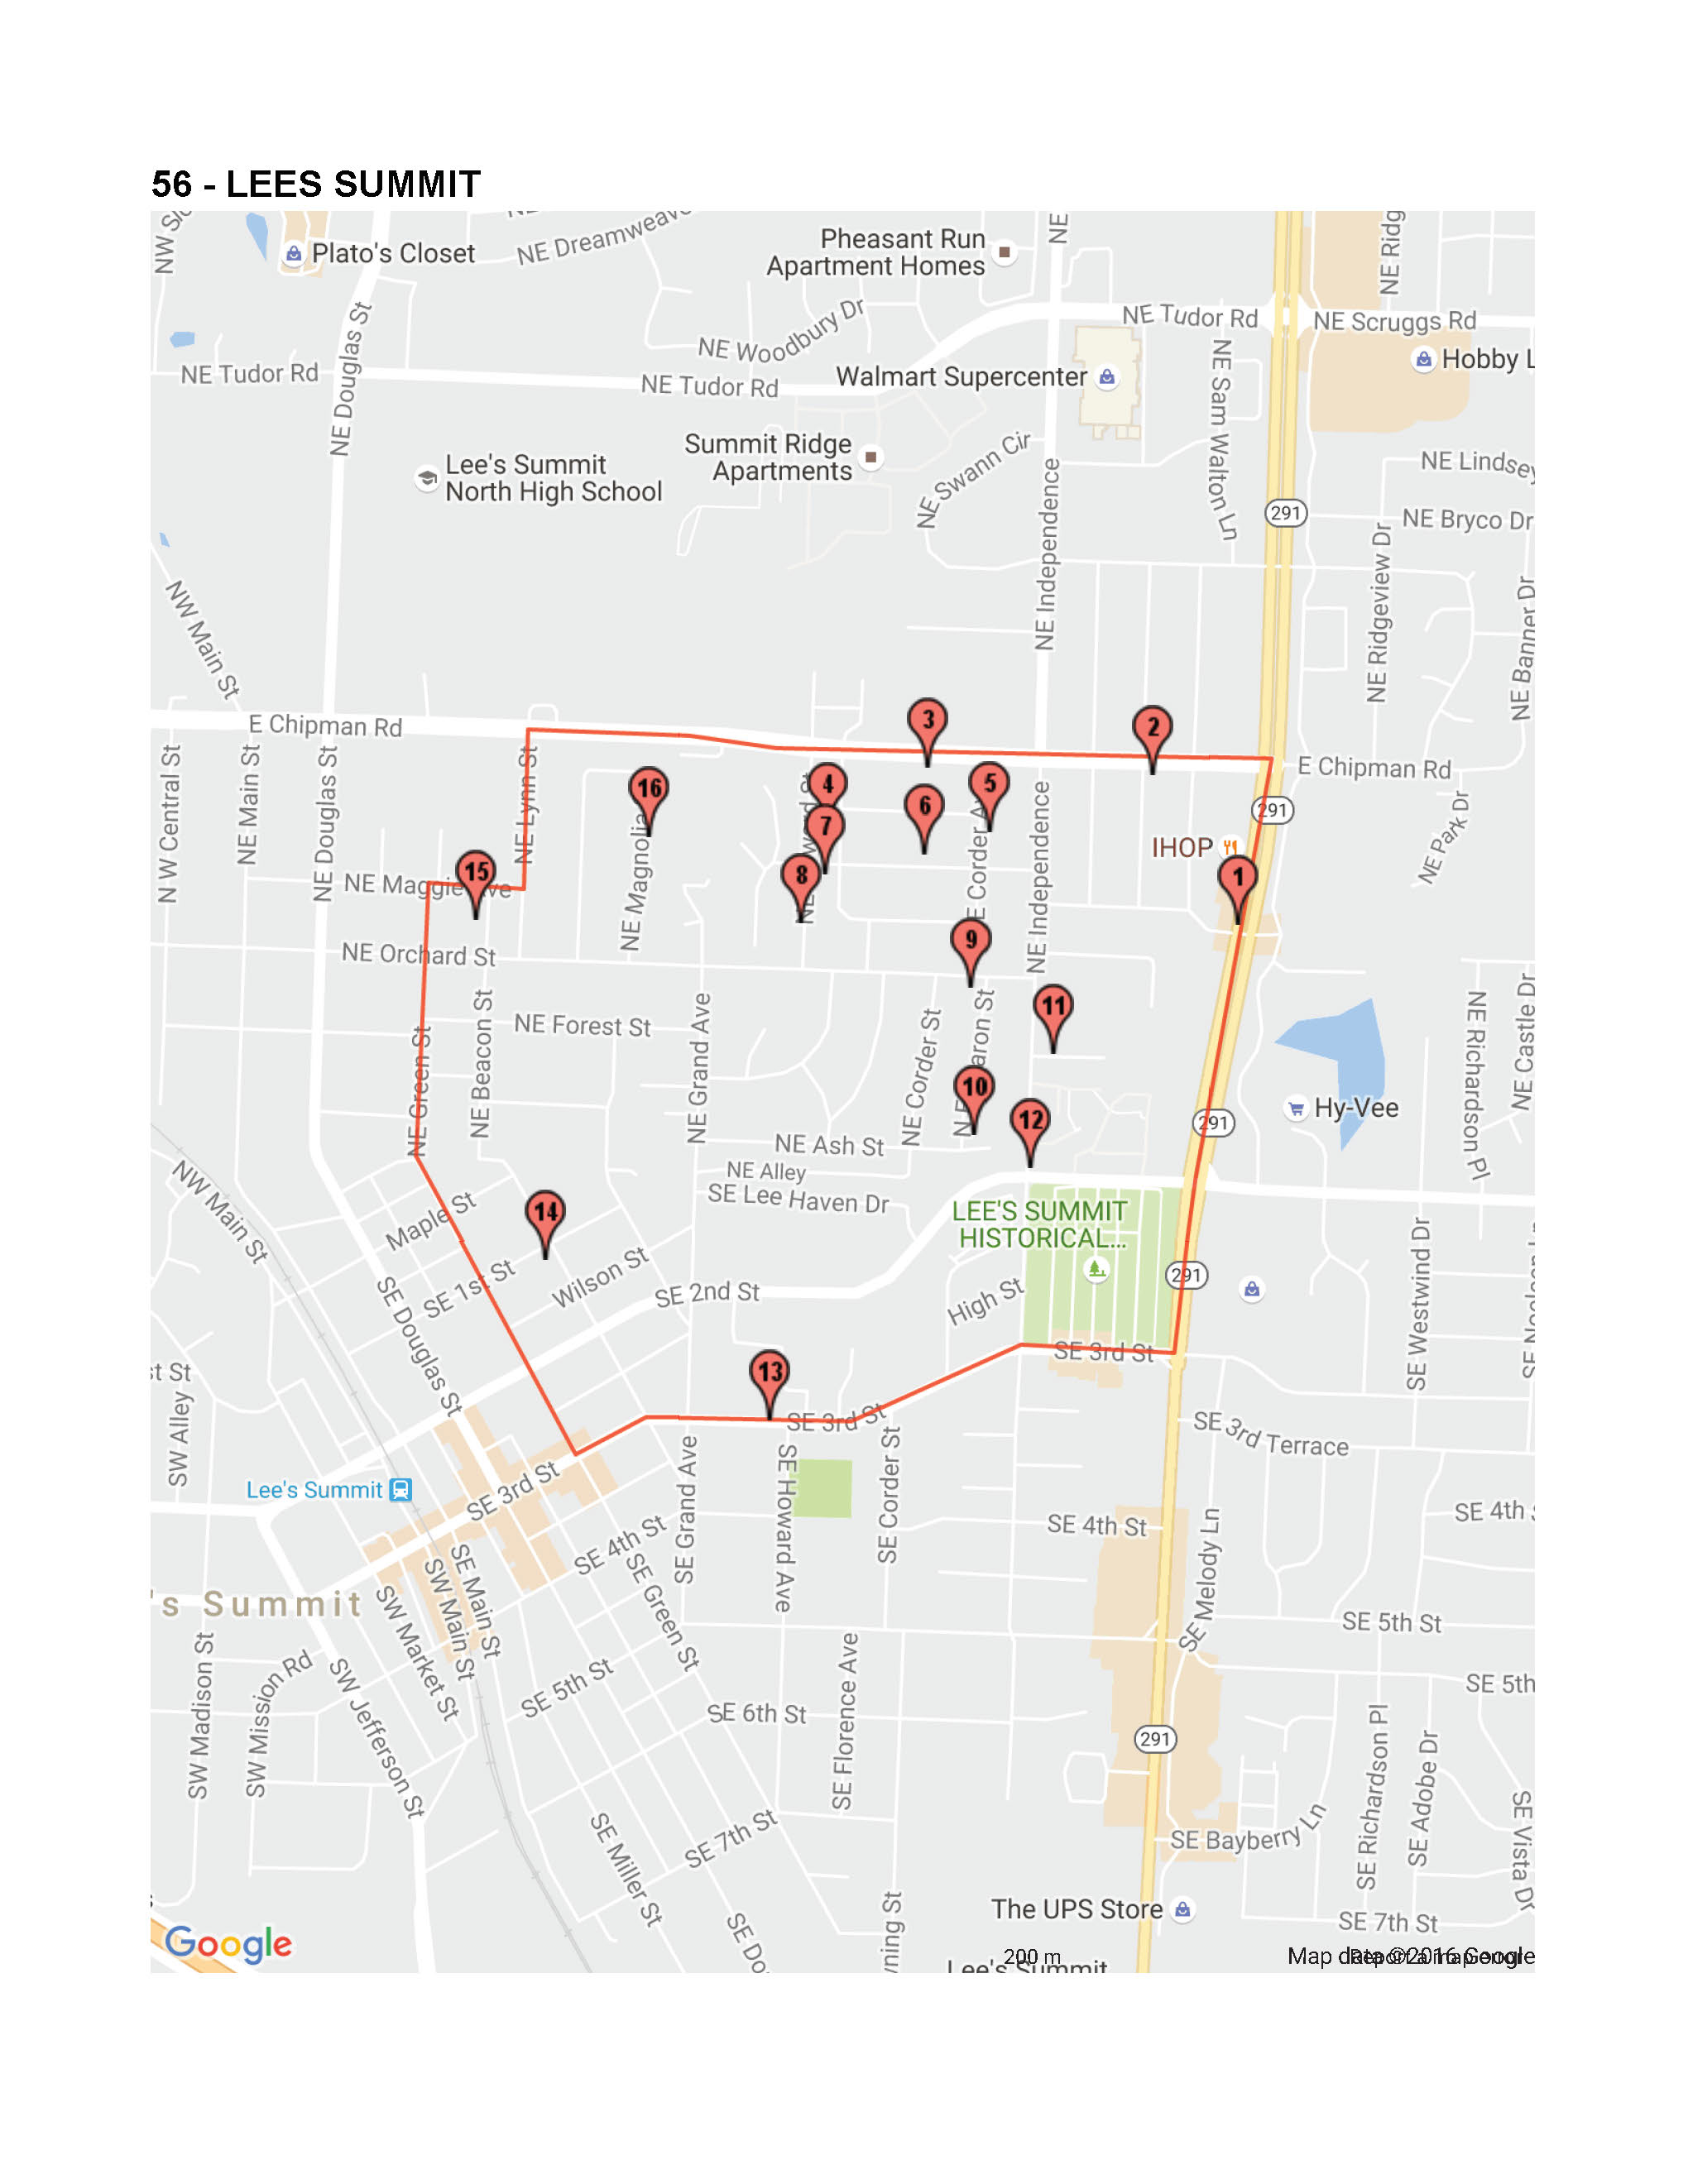 56 - LEES SUMMIT
Plato's Closet
NE Dreamweav
Pheasant Run
Apartment Homes
NE
NE Ridg
NE Tudor Rd
NE Scruggs Rd
NE Douglas St
NE Woodbury Dr
NE Tudor Rd
NE Tudor Rd
Walmart Supercenter
NE Sam Walton Ln
Hobby L
Summit Ridge
Apartments
Lee's Summit
North High School
NE Swann Cir
NE Independence
NE Lindsey
291
NE Bryco Dr
NE Ridgeview Dr
NE Banner Dr
NW Main St
E Chipman Rd
3
2
E Chipman Rd
N W Central St
NE Main St
NE Douglas St
NE Lynn St
16
4
5
6
7
8
291
NE Park Dr
IHOP
1
15
NE Magnolia
NE Independence
NE Orchard St
9
NE Forest St
NE Green St
NE Beacon St
NE Grand Ave
NE Corder St
11
10
12
NE Richardson Pl
NE Castle Dr
Hy-Vee
291
NE Ash St
NE Alley
SE Lee Haven Dr
NW Main St
Maple St
14
LEE'S SUMMIT
HISTORICAL...
SE 1st St
Wilson St
SE 2nd St
High St
291
SE Westwind Dr
SE Douglas St
SE 3rd St
13
SE 3rd St
st St
SW Alley
SE 3rd Terrace
Lee's Summit
SE 3rd St
SE Grand Ave
SE Howard Ave
SE Corder St
SE 4th St
SE 4th St
SE 4th
SE Green St
SE Melody Ln
's Summit
SE Main St
SW Main St
SW Market St
SE 5th St
SE 5th St
SE 5th
SW Madison St
SW Mission Rd
SW Jefferson St
SE 6th St
SE Florence Ave
291
SE Richardson Pl
SE Adobe Dr
SE Vista Dr
SE Miller St
SE 7th St
SE Bayberry Ln
SE Do
ning St
The UPS Store
SE 7th St
Google
Lee's Summit
200 m
Map data ©2016 Google